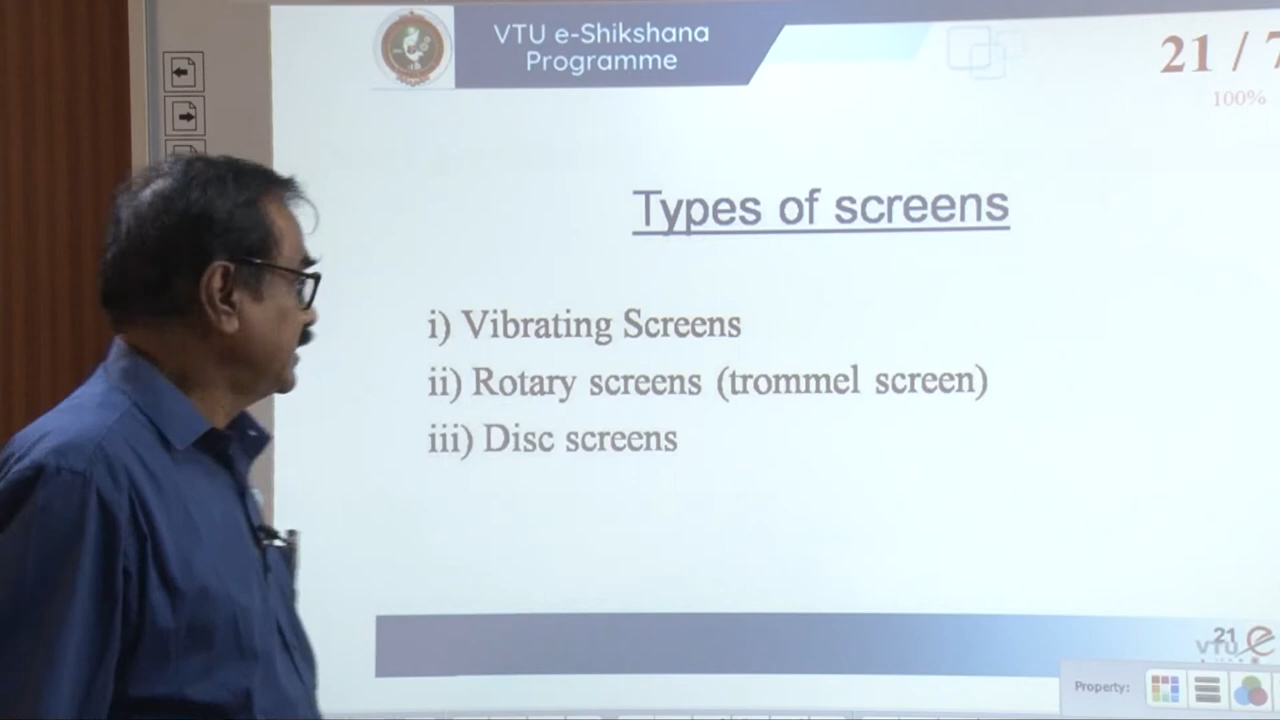 VTU e-Shikshana
Programme
21 / 7
100%
Types of screens
i) Vibrating Screens
ii) Rotary screens (trommel screen)
iii) Disc screens
21
VTU e
Property: